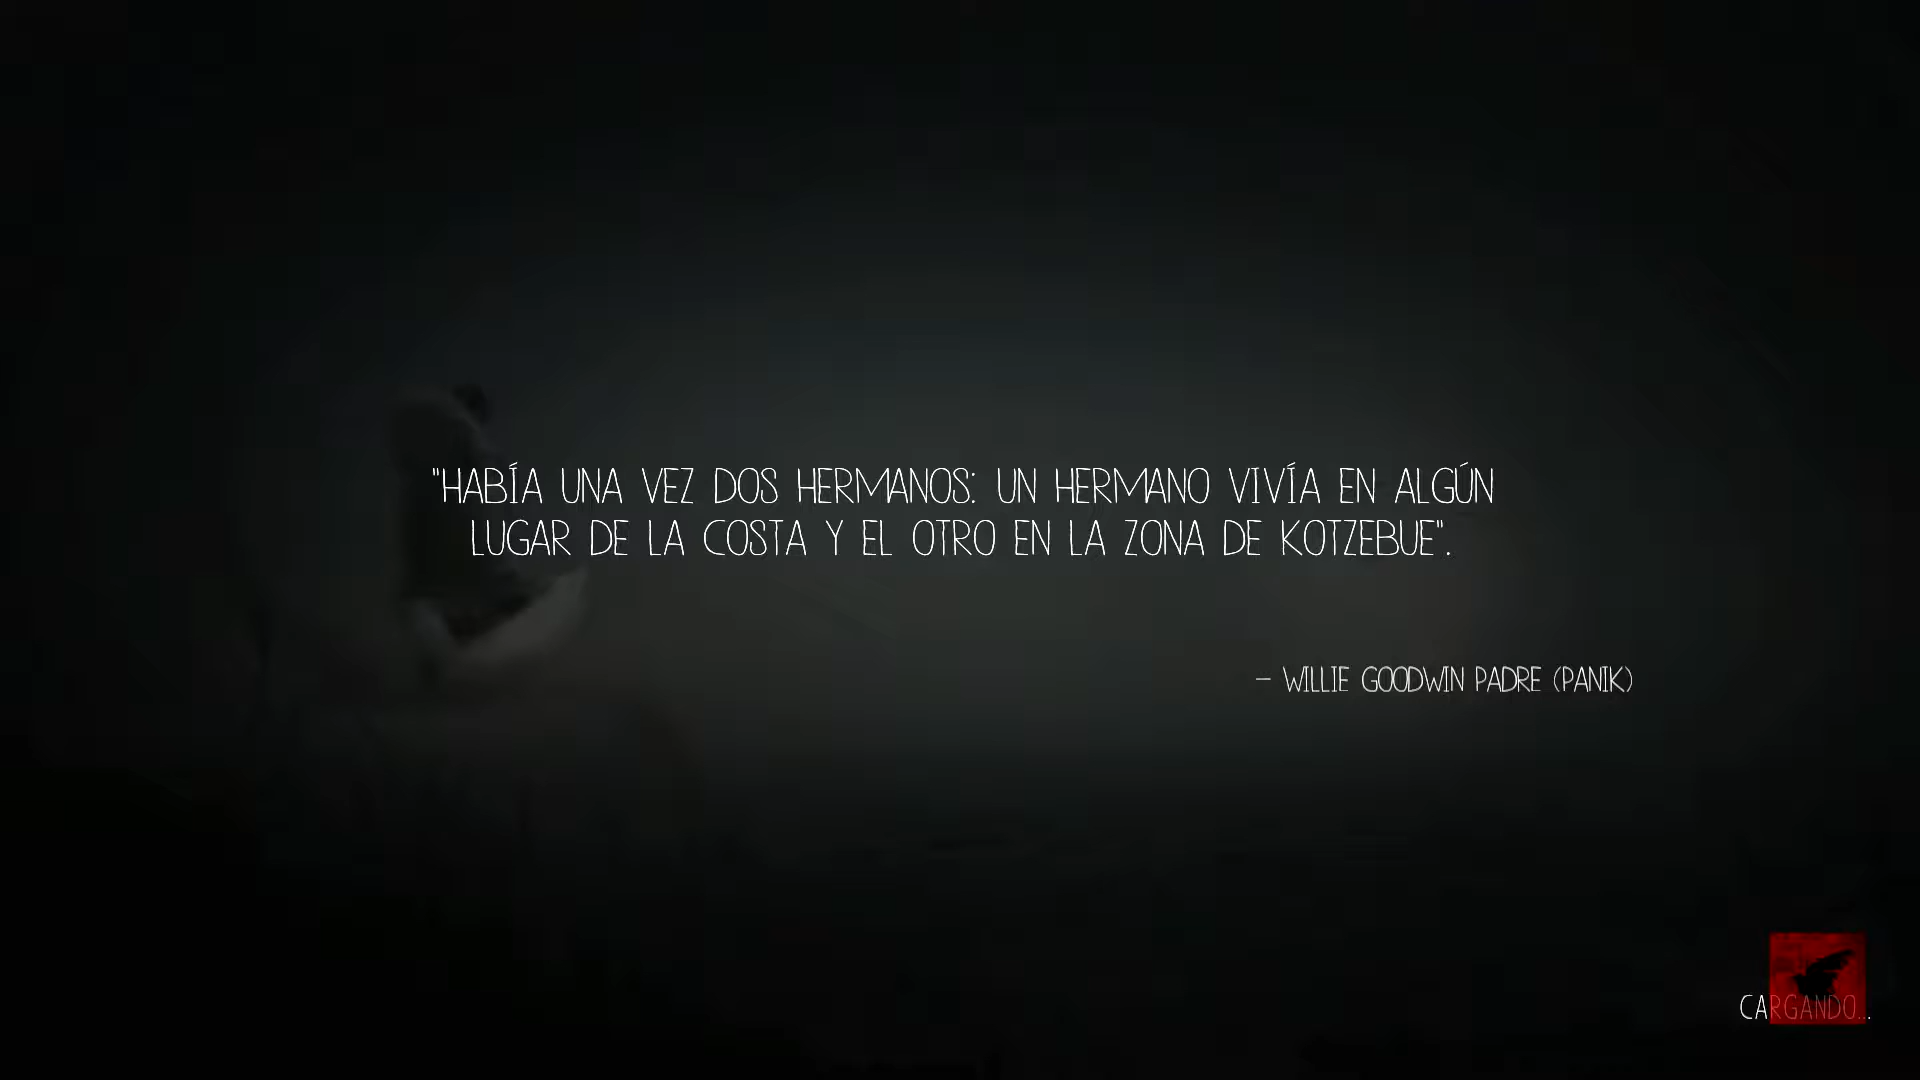 "HABÍA UNA VEZ DOS HERMANOS: UN HERMANO VIVÍA EN ALGÚN
LUGAR DE LA COSTA Y EL OTRO EN LA ZONA DE KOTZEBUE".
- WILLIE GOODWIN PADRE (PANIK)
CARGANDO...